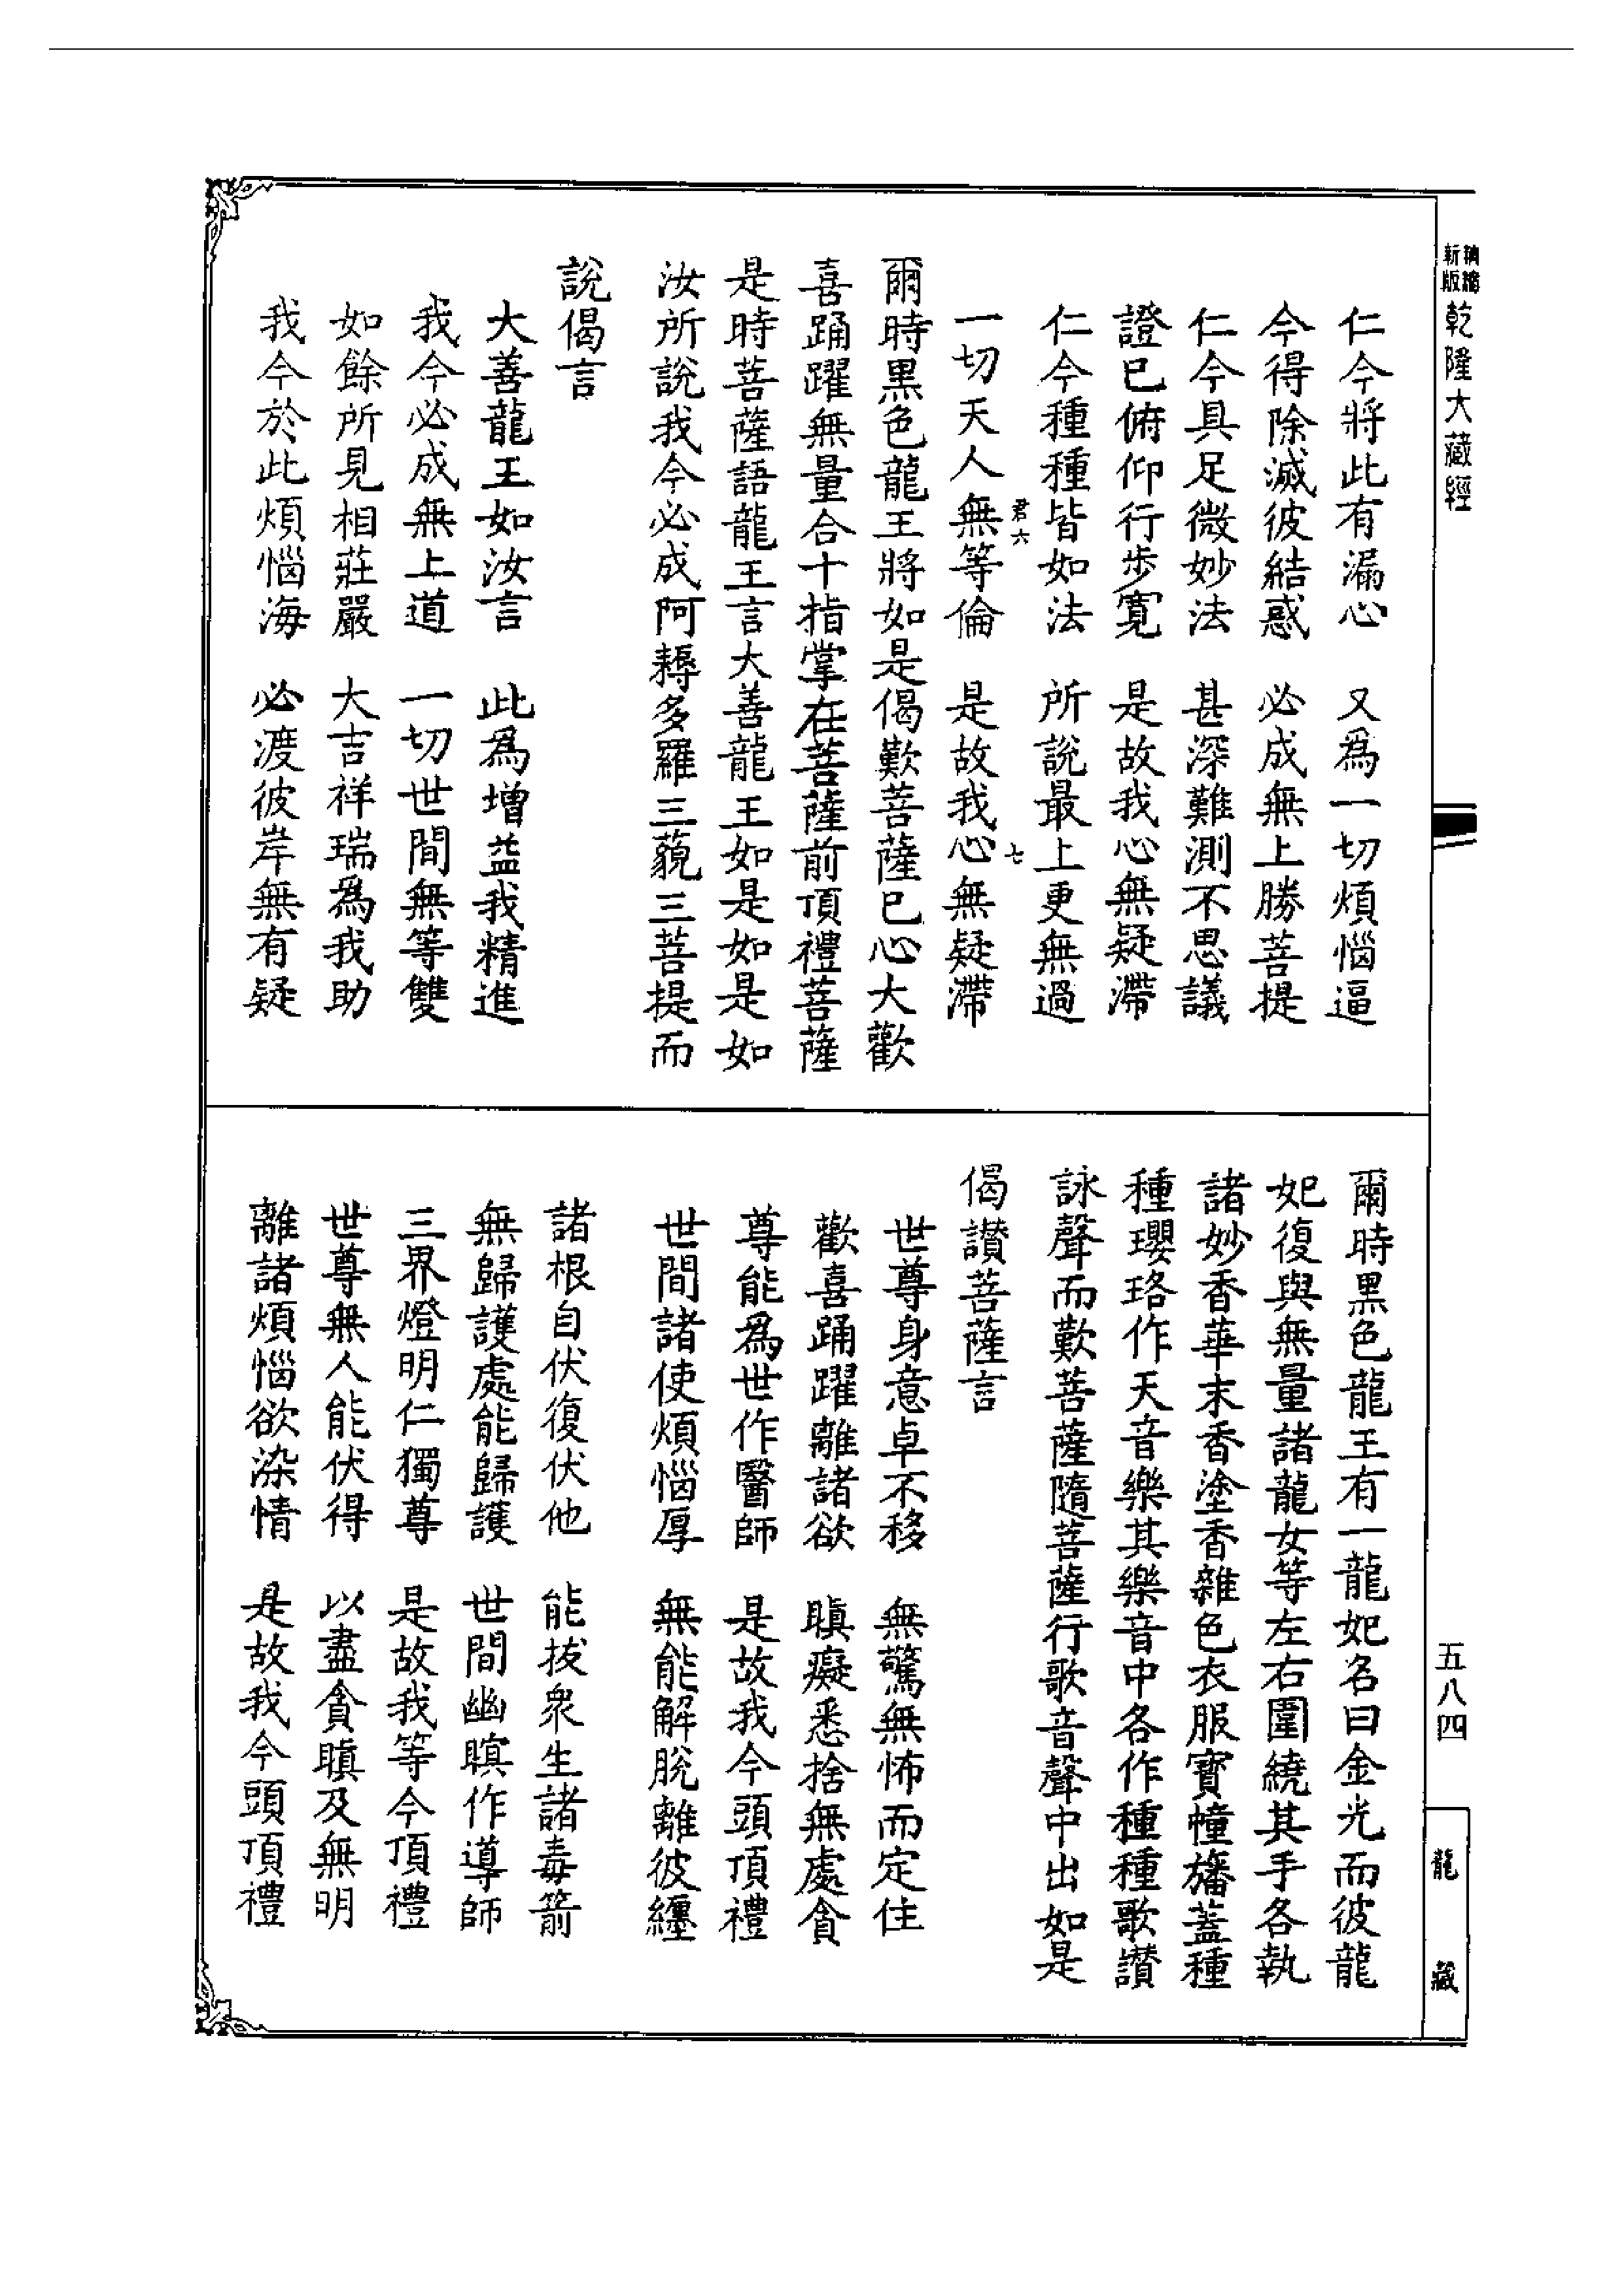 精縮
新版
乾隆大藏經
仁今將此有漏心　又爲一切煩惱逼
今得除滅彼結惑　必成無上勝菩提
仁今具足微妙法　甚深難測不思議
證已俯仰行步寬　是故我心無疑滯
仁今種種皆如法　所說最上更無過
君六
七
一切天人無等倫　是故我心無疑滯
爾時黑色龍王將如是偈歎菩薩已心大歡
喜踊躍無量合十指掌在菩薩前頂禮菩薩
是時菩薩語龍王言大善龍王如是如是如
汝所說我今必成阿耨多羅三藐三菩提而
說偈言
大善龍王如汝言　此爲增益我精進
我今必成無上道　一切世間無等雙
如餘所見相莊嚴　大吉祥瑞爲我助
我今於此煩惱海　必渡彼岸無有疑
爾時黑色龍王有一龍妃名曰金光而彼龍
妃復與無量諸龍女等左右圍繞其手各執
諸妙香華末香塗香雜色衣服寶幢旛蓋種
種瓔珞作天音樂其樂音中各作種種歌讚
詠聲而歎菩薩隨菩薩行歌音聲中出如是
偈讚菩薩言
世尊身意卓不移　無驚無怖而定住
歡喜踊躍離諸欲　瞋癡悉捨無處貪
尊能爲世作醫師　是故我今頭頂禮
世間諸使煩惱厚　無能解脫離彼纏
諸根自伏復伏他　能拔衆生諸毒箭
無歸護處能歸護　世間幽瞑作導師
三界燈明仁獨尊　是故我等今頂禮
世尊無人能伏得　以盡貪瞋及無明
離諸煩惱欲染情　是故我今頭頂禮
五八四
龍藏